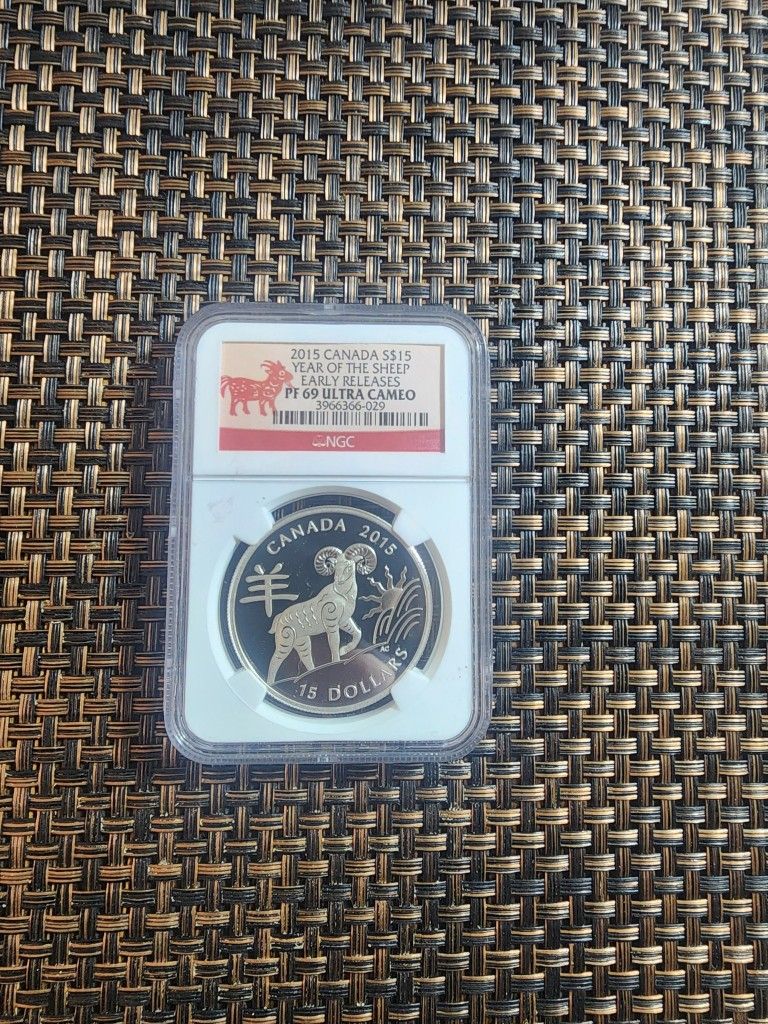 2015 CANADA S$15
YEAR OF THE SHEEP
EARLY RELEASES
PF 69 ULTRA CAMEO
3966366-029
NGC
CANADA 2015
羊
AC
15 DOLLARS